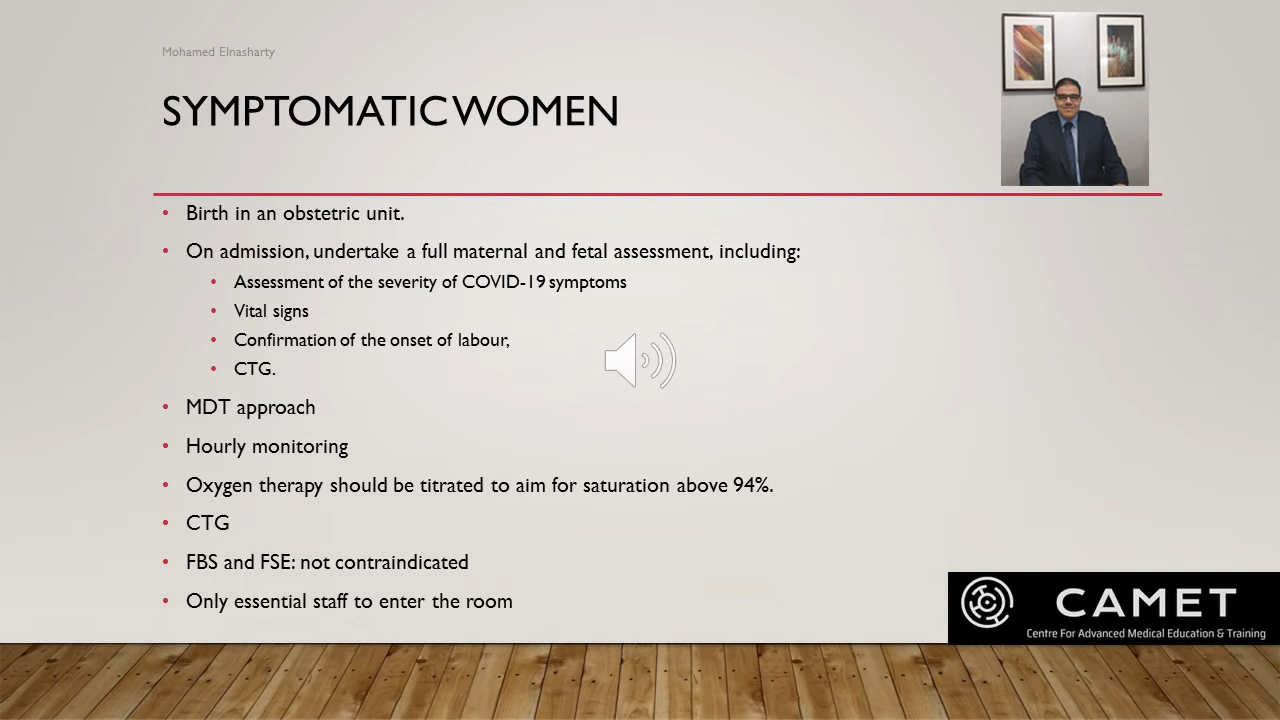 Mohamed Elnasharty
SYMPTOMATIC WOMEN
• Birth in an obstetric unit.
• On admission, undertake a full maternal and fetal assessment, including:
• Assessment of the severity of COVID-19 symptoms
• Vital signs
• Confirmation of the onset of labour,
• CTG.
• MDT approach
• Hourly monitoring
• Oxygen therapy should be titrated to aim for saturation above 94%.
• CTG
• FBS and FSE: not contraindicated
• Only essential staff to enter the room
CAMET
Centre For Advanced Medical Education & Training